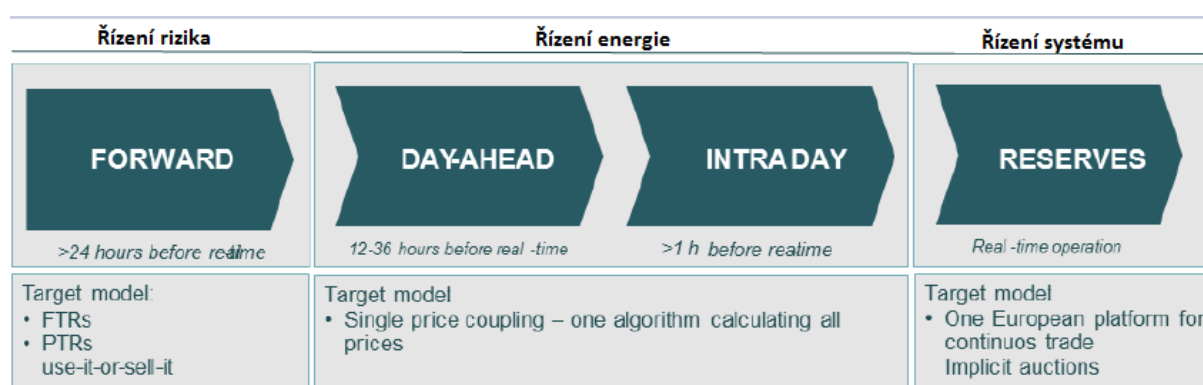 Řízení rizika
Řízení energie
Řízení systému
FORWARD
DAY-AHEAD
INTRADAY
RESERVES
>24 hours before realtime
12-36 hours before real -time
>1 h before reatime
Real -time operation
Target model:
• FTRs
• PTRs
use-it-or-sell-it
Target model
• Single price coupling – one algorithm calculating all
prices
Target model
• One European platform for
continuos trade
Implicit auctions